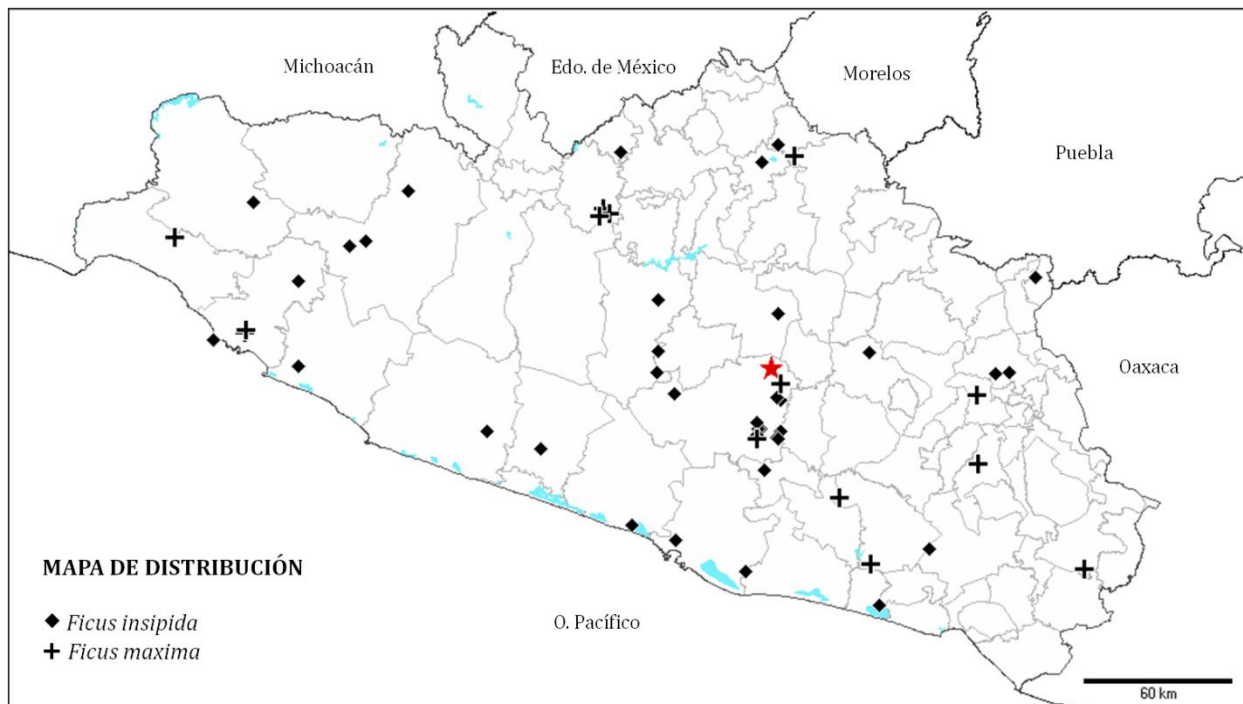 Michoacán
Edo. de México
Morelos
Puebla
Oaxaca
MAPA DE DISTRIBUCIÓN
Ficus insipida
Ficus maxima
O. Pacífico
60 km